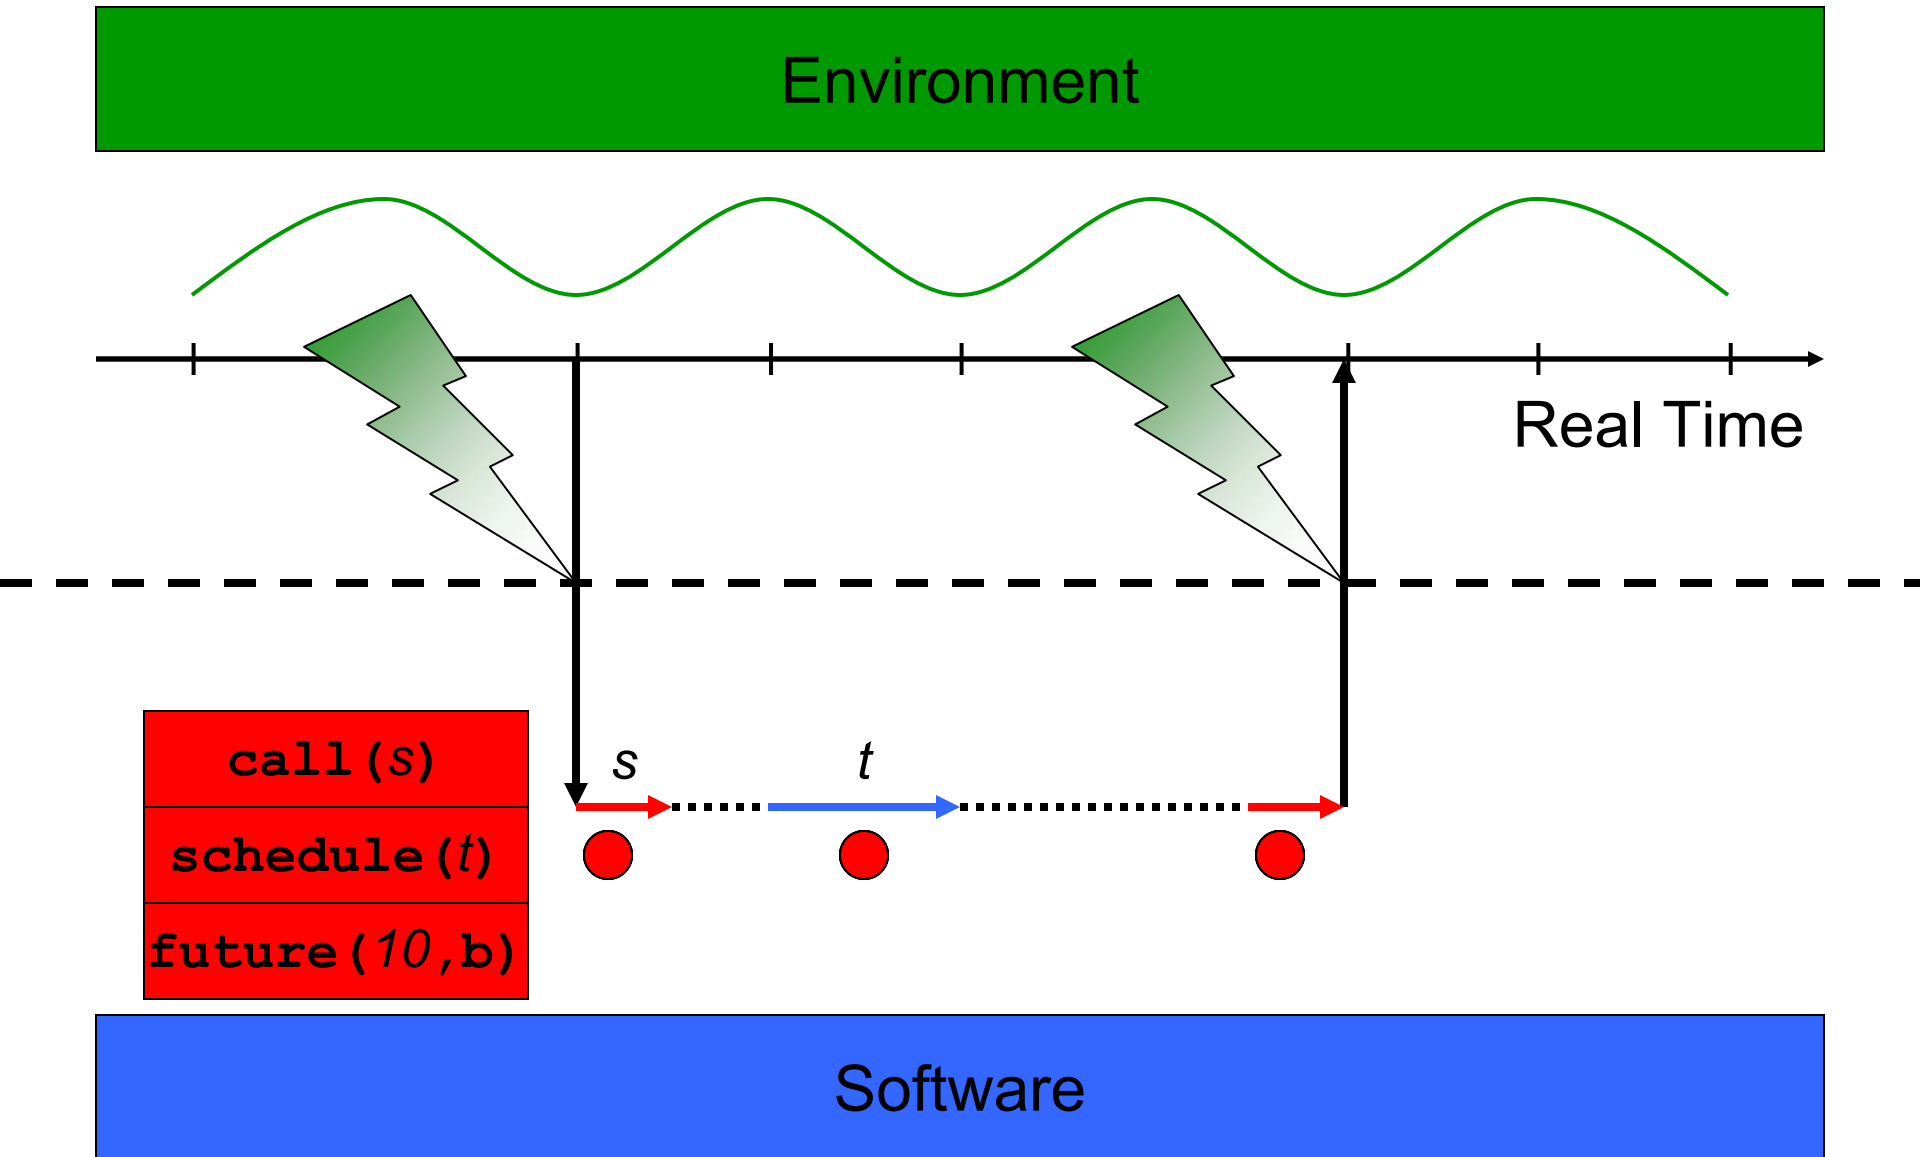 Environment
Real Time
s t
call(s)
schedule(t)
future(10,b)
Software